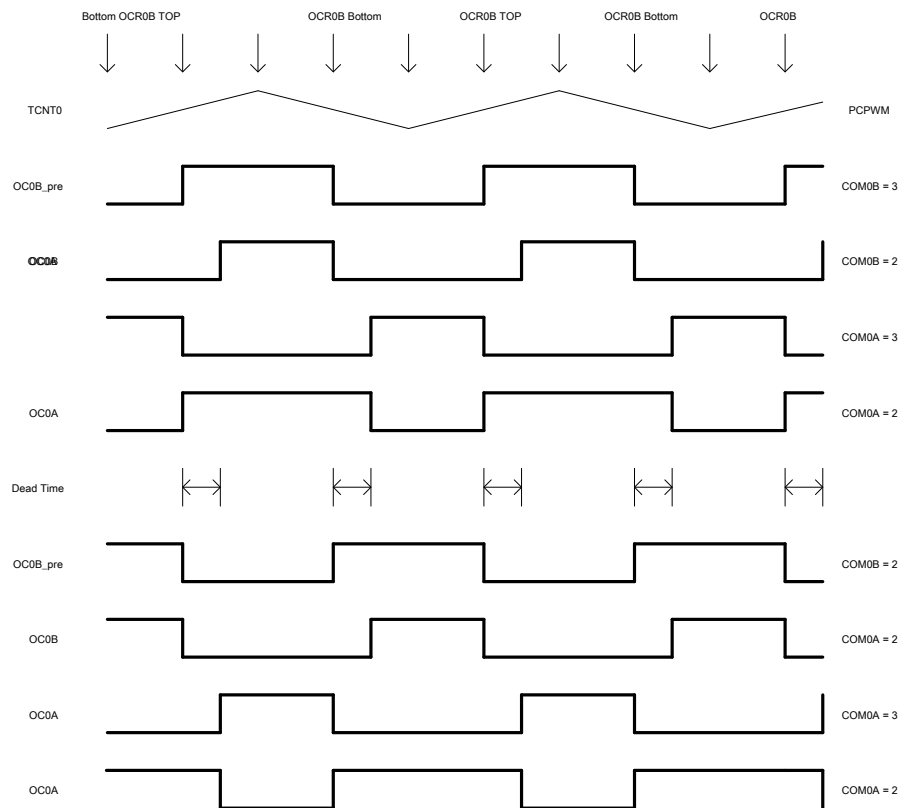 Bottom OCR0B TOP OCR0B Bottom OCR0B TOP OCR0B Bottom OCR0B
TCNT0 PCPWM
OC0B_pre COM0B = 3
COM0B = 2
COM0A = 3
OC0A COM0A = 2
Dead Time
OC0B_pre COM0B = 2
OC0B COM0A = 2
OC0A COM0A = 3
OC0A COM0A = 2